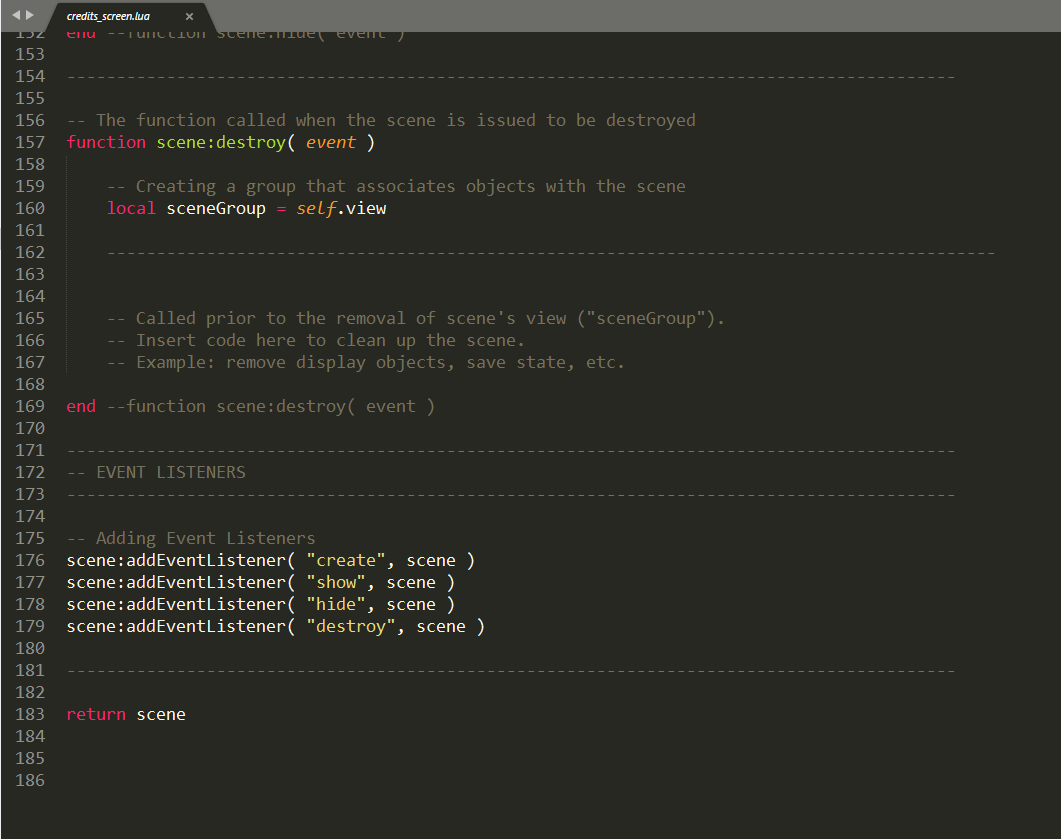 credits_screen.lua ×
152 end --function scene:hide( event )
153
154 -----------------------------------------------------------------------------------------
155
156 -- The function called when the scene is issued to be destroyed
157 function scene:destroy( event )
158
159 -- Creating a group that associates objects with the scene
160 local sceneGroup = self.view
161
162 -----------------------------------------------------------------------------------------
163
164
165 -- Called prior to the removal of scene's view ("sceneGroup").
166 -- Insert code here to clean up the scene.
167 -- Example: remove display objects, save state, etc.
168
169 end --function scene:destroy( event )
170
171 -----------------------------------------------------------------------------------------
172 -- EVENT LISTENERS
173 -----------------------------------------------------------------------------------------
174
175 -- Adding Event Listeners
176 scene:addEventListener( "create", scene )
177 scene:addEventListener( "show", scene )
178 scene:addEventListener( "hide", scene )
179 scene:addEventListener( "destroy", scene )
180
181 -----------------------------------------------------------------------------------------
182
183 return scene
184
185
186